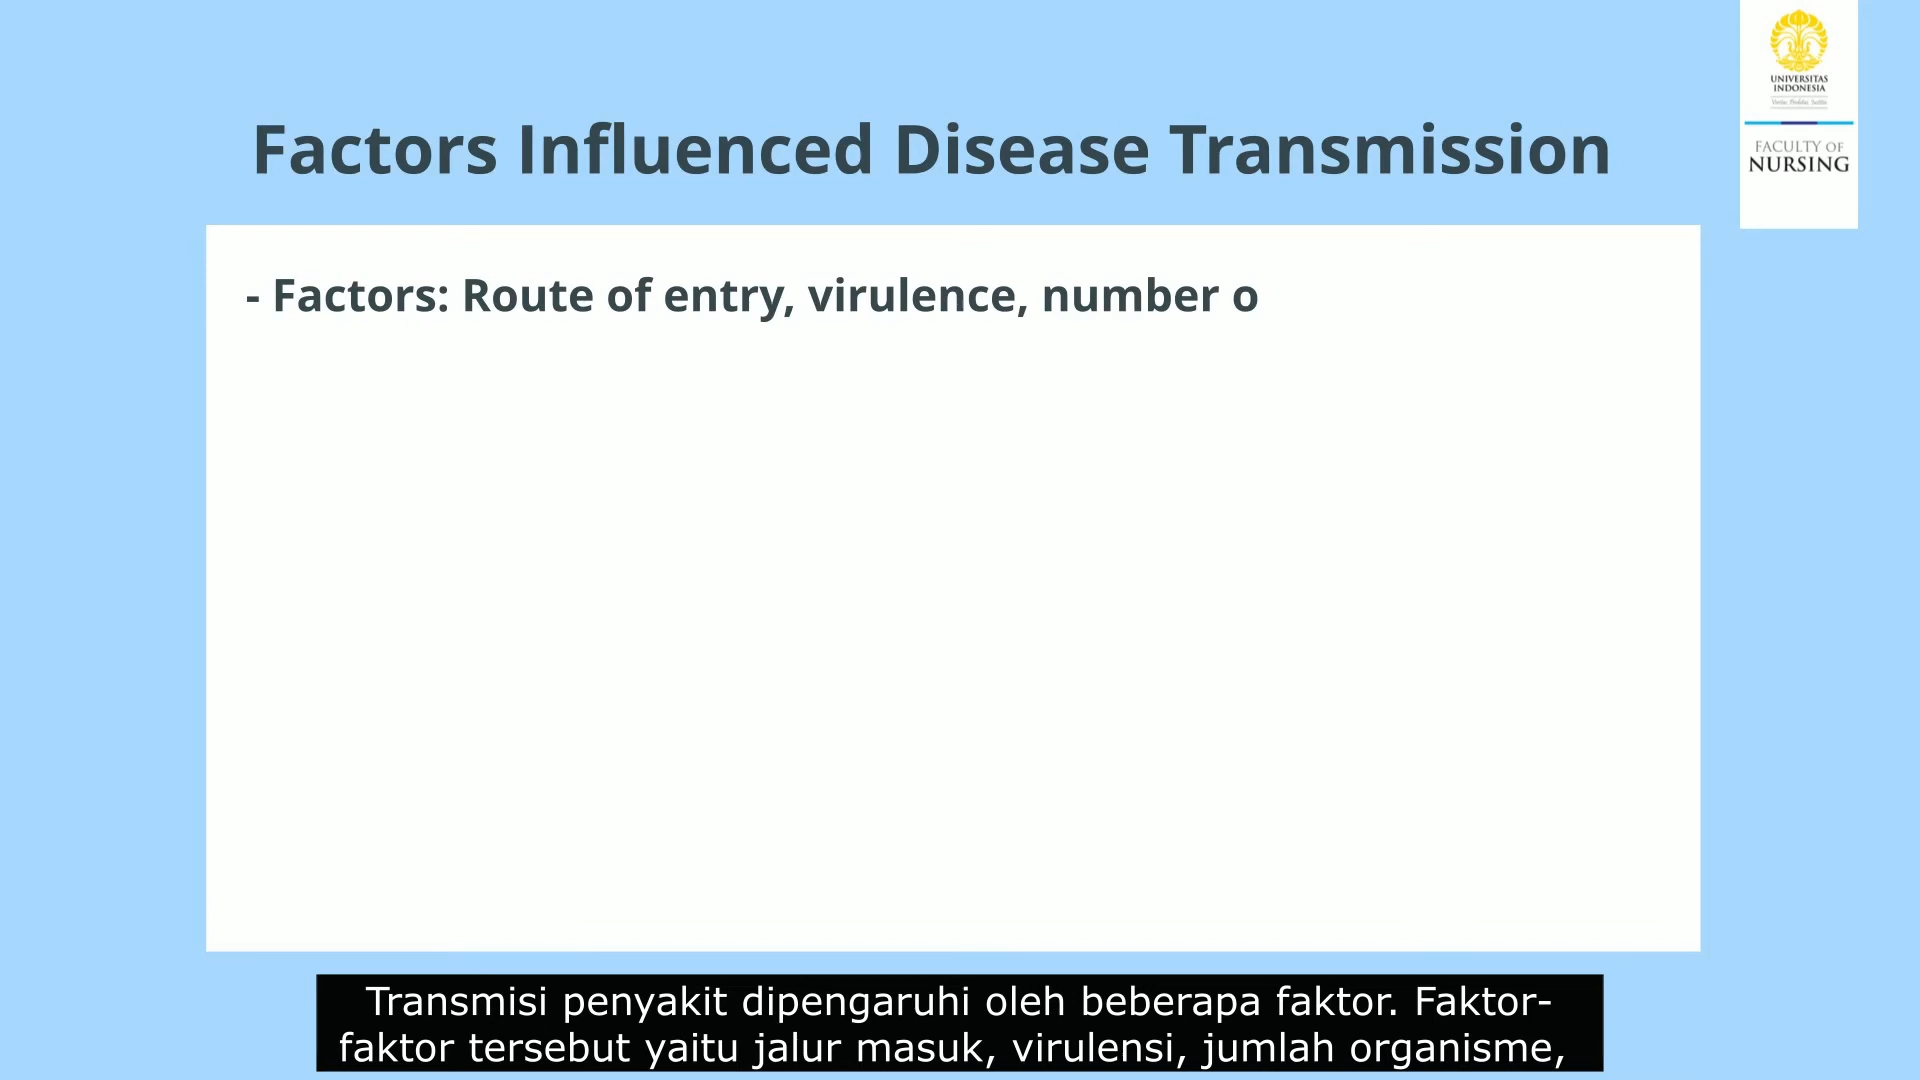 UNIVERSITAS
INDONESIA
Veritas, Probitas, Iustitia
FACULTY OF
NURSING
Factors Influenced Disease Transmission
- Factors: Route of entry, virulence, number o
Transmisi penyakit dipengaruhi oleh beberapa faktor. Faktor-
faktor tersebut yaitu jalur masuk, virulensi, jumlah organisme,